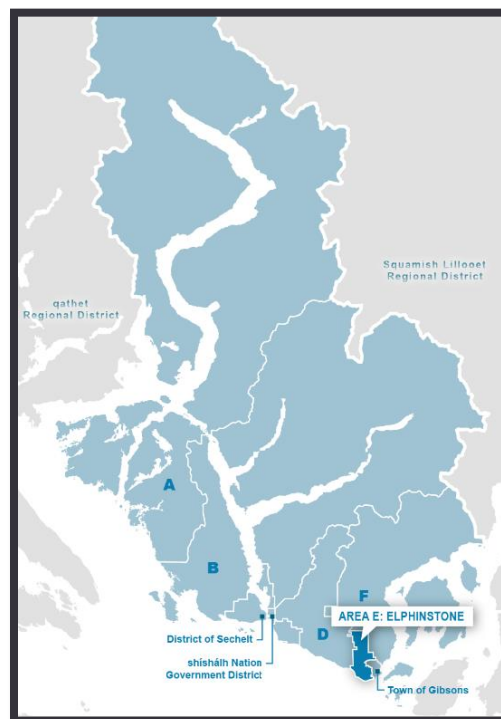 Squamish Lillooet
Regional District
qathet
Regional District
A
B
F
AREA E: ELPHINSTONE
D
District of Sechelt
shíshálh Nation
Government District
Town of Gibsons